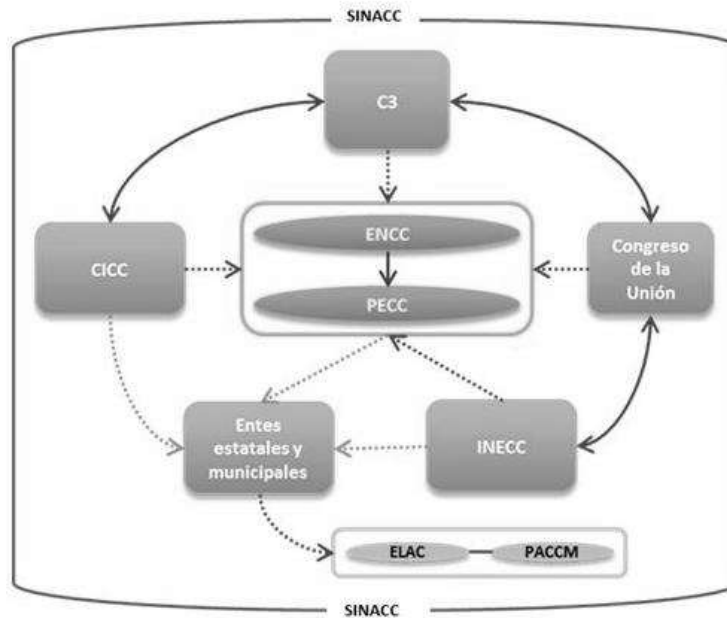 SINACC
C3
ENCC
CICC
Congreso
de la
Unión
PECC
Entes
estatales y
municipales
INECC
ELAC
PACCM
SINACC